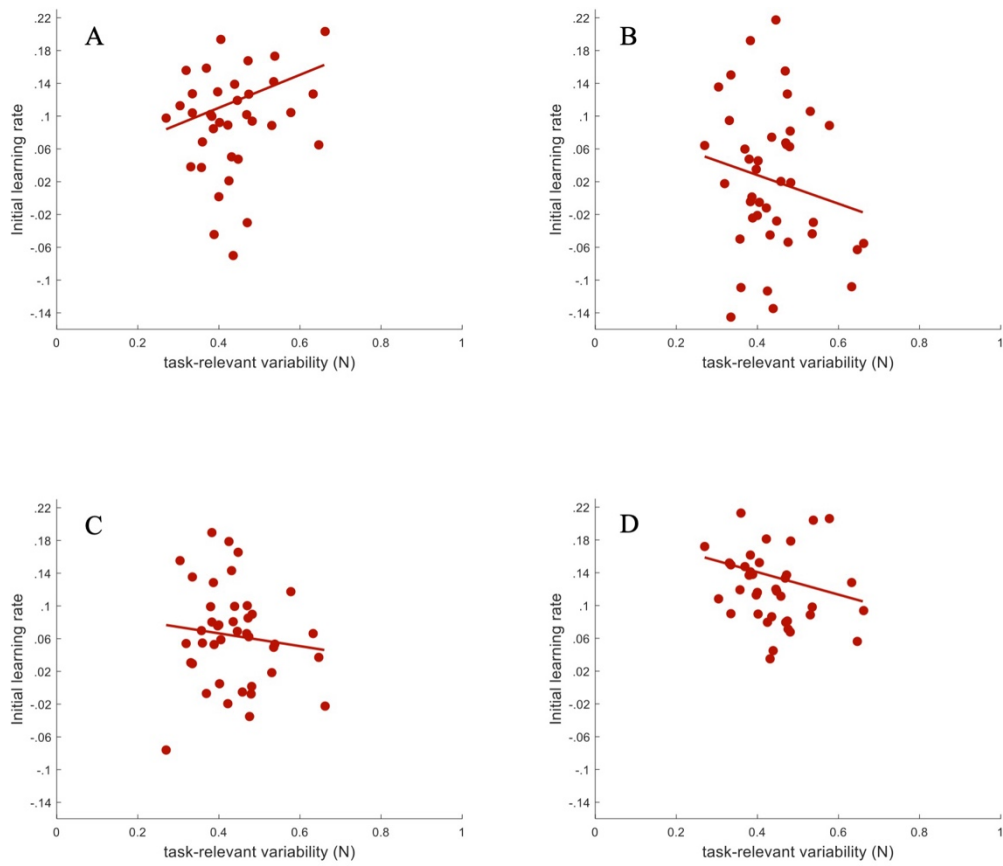 A
Initial learning rate
.22
.18
.14
.1
.06
.02
-.02
-.06
-.1
-.14
0 0.2 0.4 0.6 0.8 1
task-relevant variability (N)
B
Initial learning rate
.22
.18
.14
.1
.06
.02
-.02
-.06
-.1
-.14
0 0.2 0.4 0.6 0.8 1
task-relevant variability (N)
C
Initial learning rate
.22
.18
.14
.1
.06
.02
-.02
-.06
-.1
-.14
0 0.2 0.4 0.6 0.8 1
task-relevant variability (N)
D
Initial learning rate
.22
.18
.14
.1
.06
.02
-.02
-.06
-.1
-.14
0 0.2 0.4 0.6 0.8 1
task-relevant variability (N)